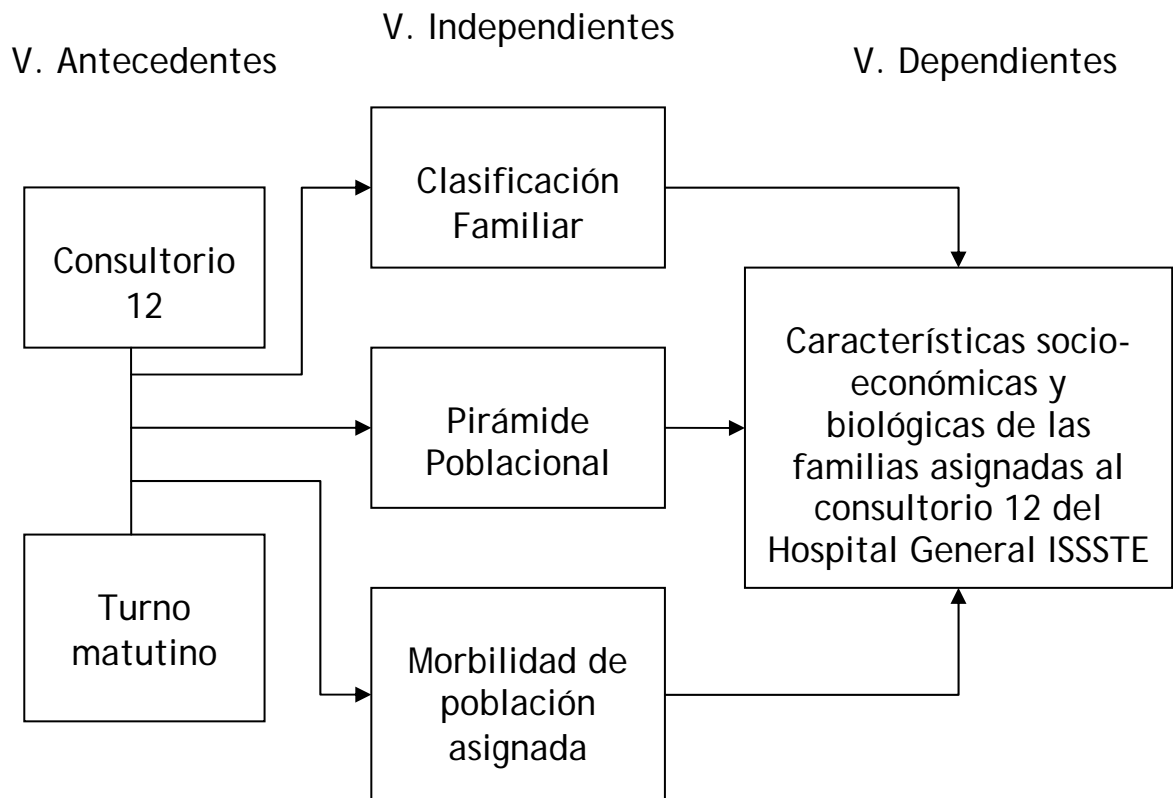 V. Antecedentes
V. Independientes
V. Dependientes
Consultorio
12
Turno
matutino
Clasificación
Familiar
Pirámide
Poblacional
Morbilidad de
población
asignada
Características socio-
económicas y
biológicas de las
familias asignadas al
consultorio 12 del
Hospital General ISSSTE